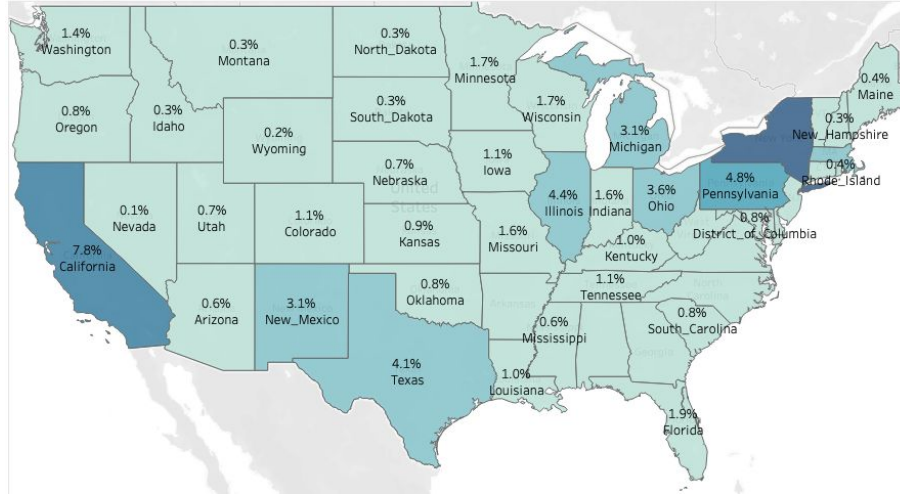 1.4%
Washington
0.3%
Montana
0.3%
North_Dakota
1.7%
Minnesota
0.4%
Maine
0.8%
Oregon
0.3%
Idaho
0.3%
South_Dakota
1.7%
Wisconsin
3.1%
Michigan
0.3%
New_Hampshire
0.2%
Wyoming
0.4%
Rhode_Island
0.7%
Nebraska
1.1%
Iowa
4.8%
Pennsylvania
0.1%
Nevada
0.7%
Utah
1.1%
Colorado
United
States
4.4%
Illinois
1.6%
Indiana
3.6%
Ohio
0.8%
District_of_Columbia
7.8%
California
0.9%
Kansas
1.6%
Missouri
1.0%
Kentucky
0.6%
Arizona
3.1%
New_Mexico
0.8%
Oklahoma
1.1%
Tennessee
0.6%
Mississippi
0.8%
South_Carolina
4.1%
Texas
1.0%
Louisiana
1.9%
Florida